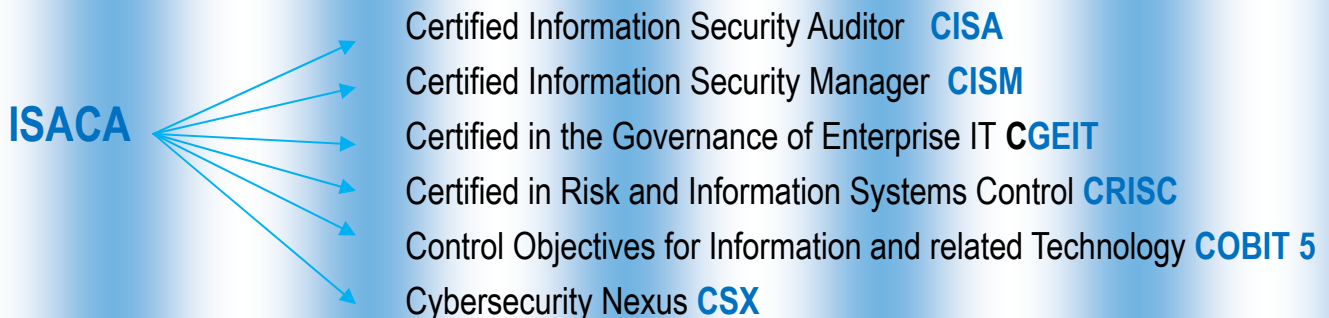 Certified Information Security Auditor CISA
Certified Information Security Manager CISM
ISACA
Certified in the Governance of Enterprise IT CGEIT
Certified in Risk and Information Systems Control CRISC
Control Objectives for Information and related Technology COBIT 5
Cybersecurity Nexus CSX